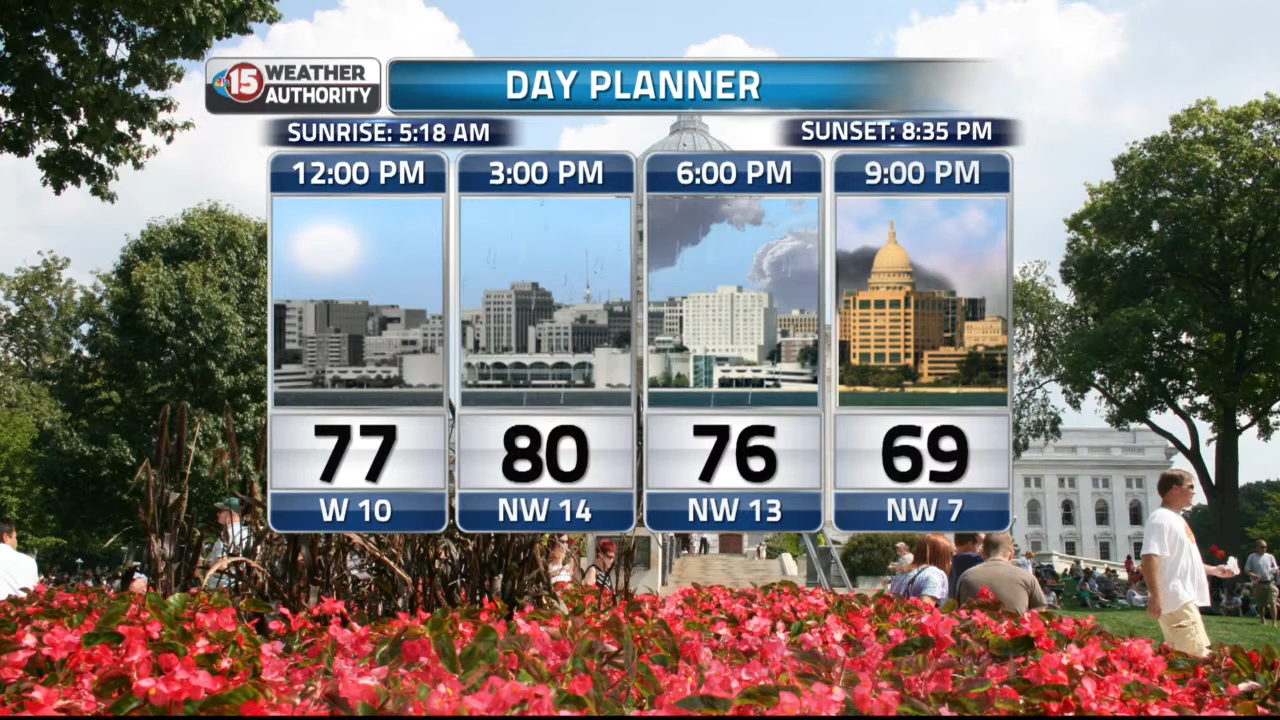 15 WEATHER
AUTHORITY
DAY PLANNER
SUNRISE: 5:18 AM
SUNSET: 8:35 PM
12:00 PM
3:00 PM
6:00 PM
9:00 PM
77
80
76
69
W 10
NW 14
NW 13
NW 7